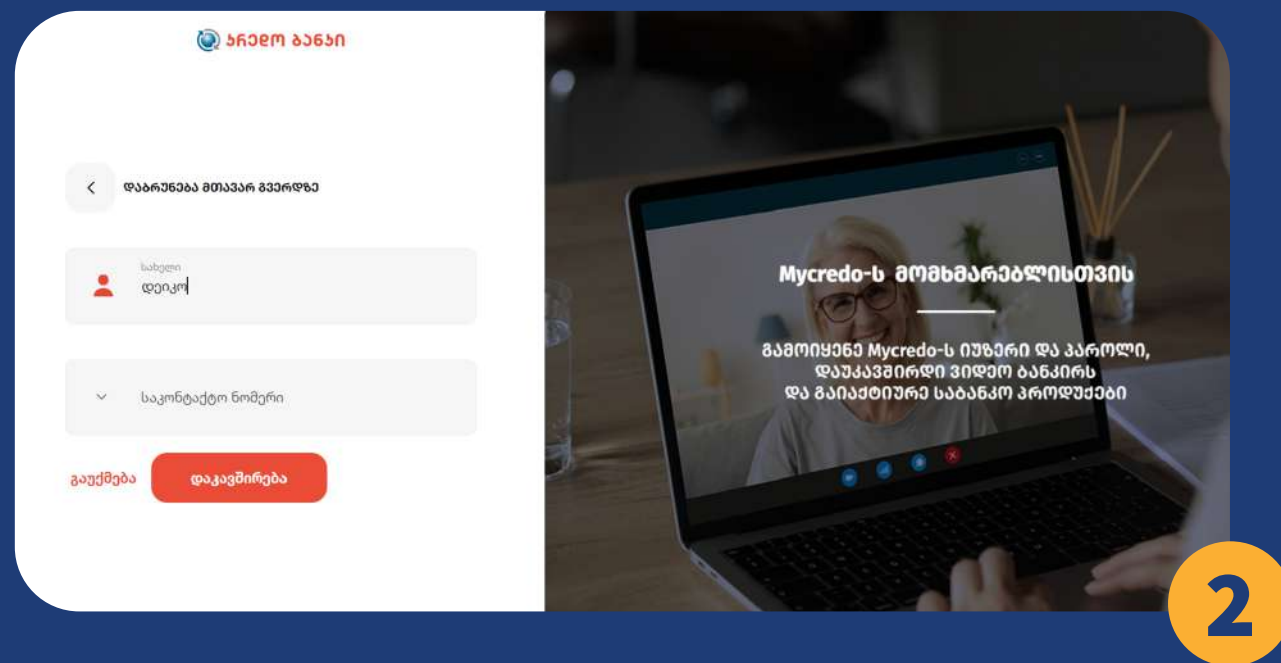 კრედო ბანკი
დაბრუნება მთავარ გვერდზე
სახელი
დეიკო
საკონტაქტო ნომერი
გაუქმება დაკავშირება
Mycredo-ს მომხმარებლისთვის
გამოიყენე Mycredo-ს იუზერი და პაროლი,
დაუკავშირდი ვიდეო ბანკირს
და გაიაქტიურე საბანკო პროდუქები
2